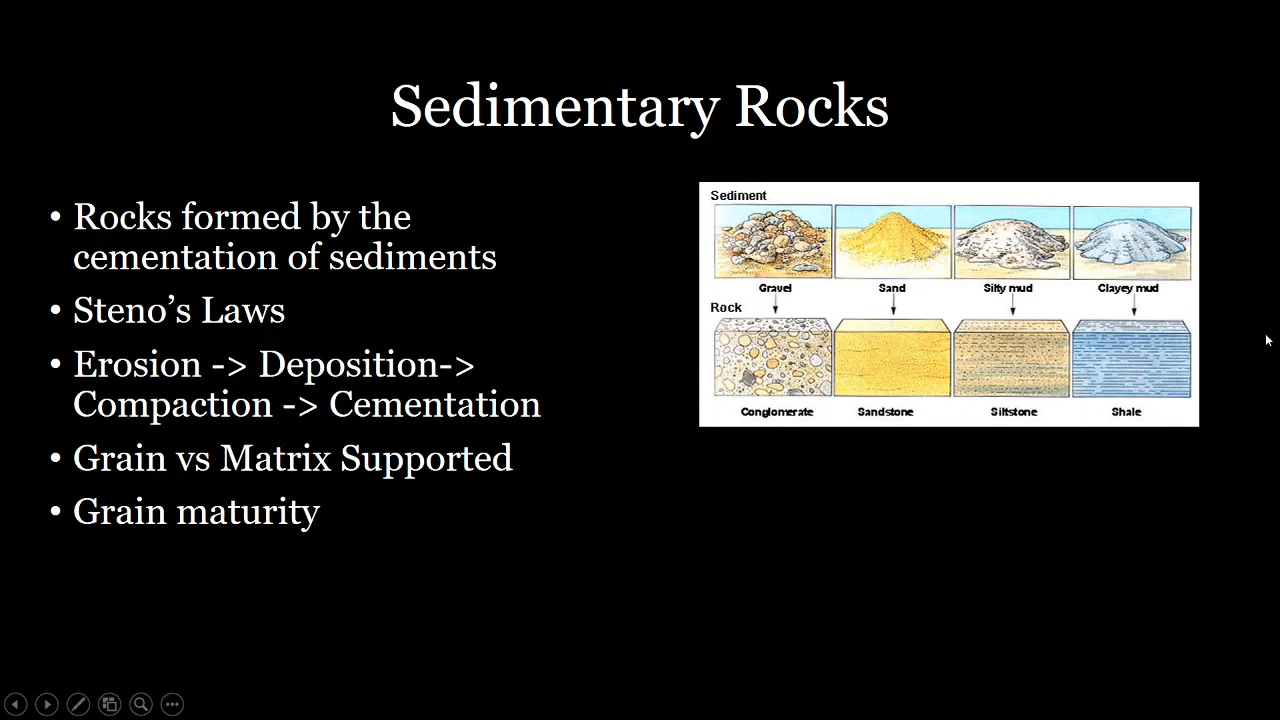 Sedimentary Rocks
• Rocks formed by the
cementation of sediments
• Steno’s Laws
• Erosion -> Deposition->
Compaction -> Cementation
• Grain vs Matrix Supported
• Grain maturity
Sediment
Gravel Sand Silty mud Clayey mud
Rock
Conglomerate Sandstone Siltstone Shale